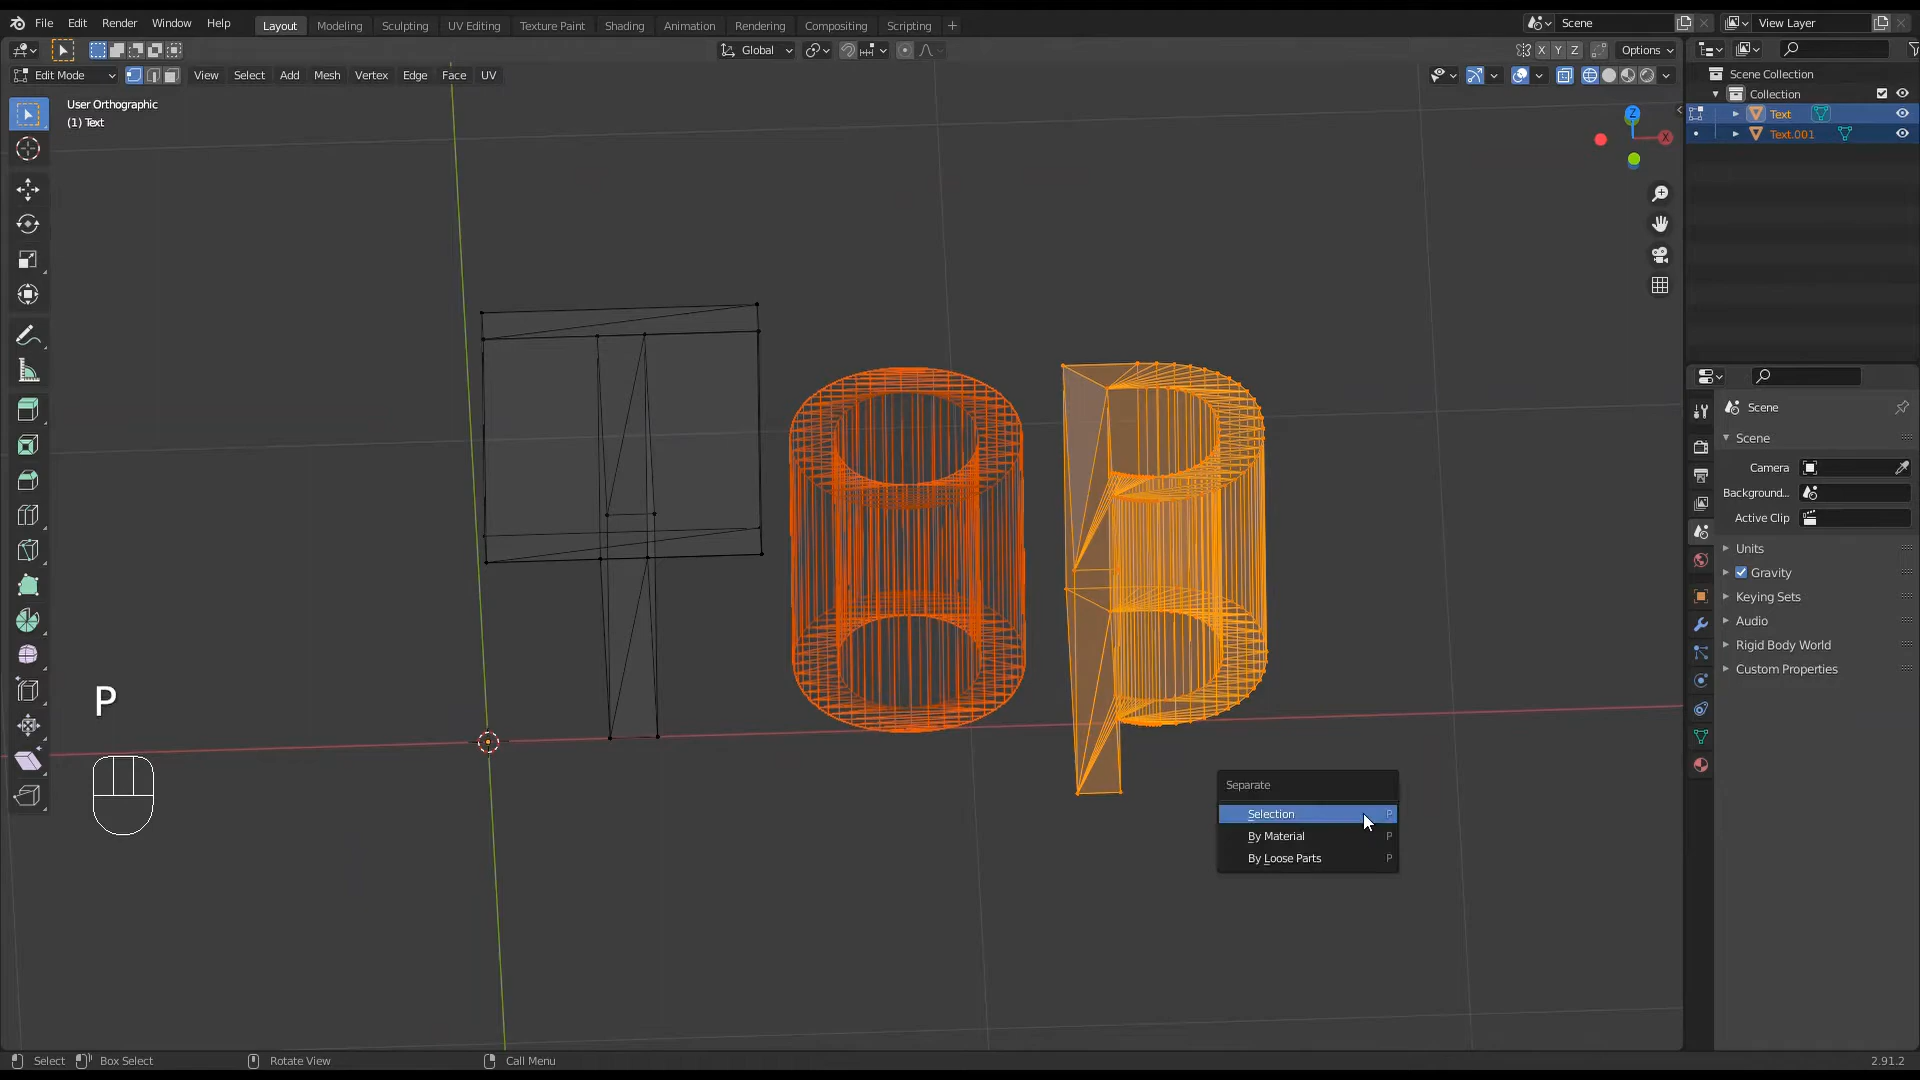 File Edit Render Window Help Layout Modeling Sculpting UV Editing Texture Paint Shading Animation Rendering Compositing Scripting + Scene View Layer
Global X Y Z Options
Edit Mode View Select Add Mesh Vertex Edge Face UV
User Orthographic
(1) Text
Z
X
Scene Collection
Collection
Text
Text.001
Scene
Scene
Camera
Background...
Active Clip
Units
Gravity
Keying Sets
Audio
Rigid Body World
Custom Properties
P
Separate
Selection P
By Material P
By Loose Parts P
Select Box Select Rotate View Call Menu 2.91.2